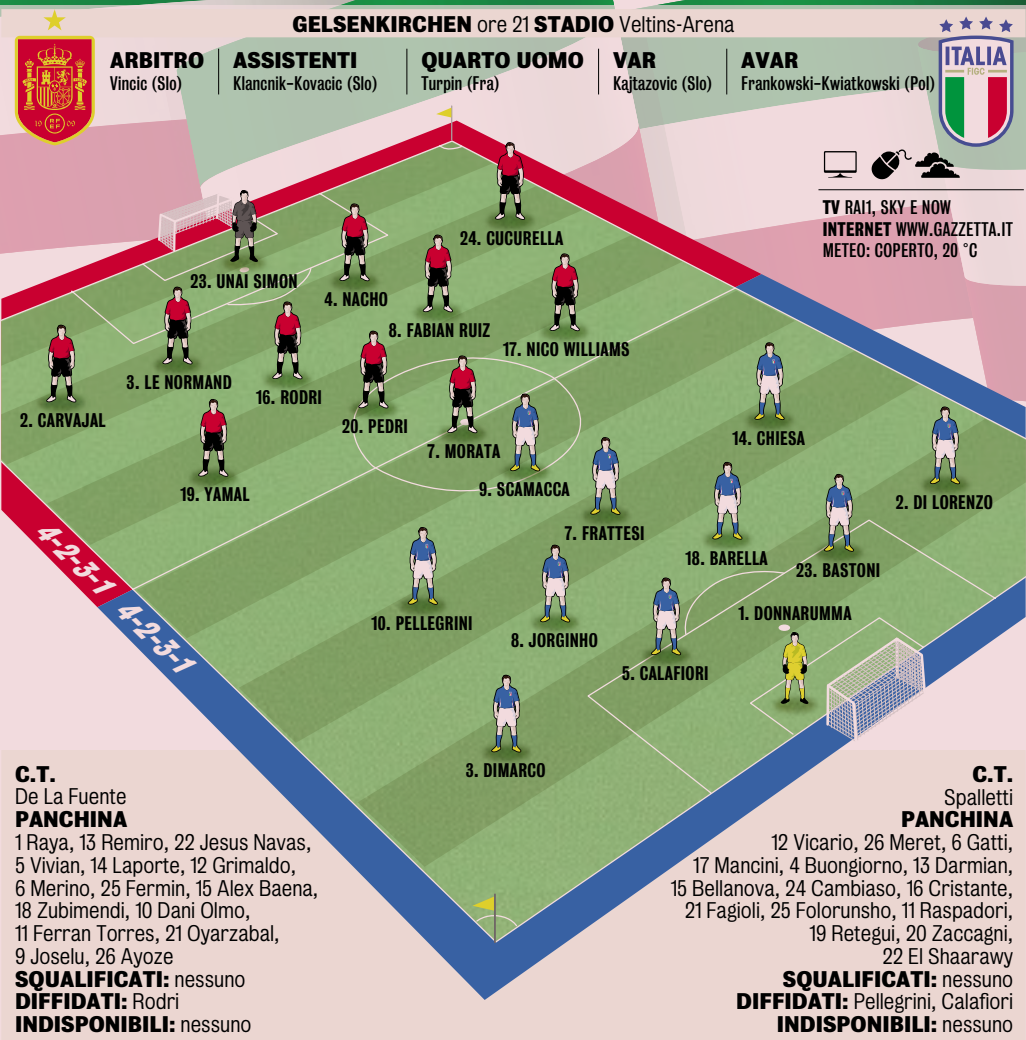 GELSENKIRCHEN ore 21 STADIO Veltins-Arena
ARBITRO
Vincic (Slo)
ASSISTENTI
Klancnik-Kovacic (Slo)
QUARTO UOMO
Turpin (Fra)
VAR
Kajtazovic (Slo)
AVAR
Frankowski-Kwiatkowski (Pol)
19 RFEF 09
ITALIA
FIGC
TV RAI1, SKY E NOW
INTERNET WWW.GAZZETTA.IT
METEO: COPERTO, 20 °C
24. CUCURELLA
23. UNAI SIMON
4. NACHO
8. FABIAN RUIZ
17. NICO WILLIAMS
3. LE NORMAND
16. RODRI
2. CARVAJAL
20. PEDRI
7. MORATA
19. YAMAL
14. CHIESA
9. SCAMACCA
2. DI LORENZO
7. FRATTESI
18. BARELLA
23. BASTONI
10. PELLEGRINI
8. JORGINHO
1. DONNARUMMA
5. CALAFIORI
3. DIMARCO
4-2-3-1
4-2-3-1
C.T.
De La Fuente
PANCHINA
1 Raya, 13 Remiro, 22 Jesus Navas,
5 Vivian, 14 Laporte, 12 Grimaldo,
6 Merino, 25 Fermin, 15 Alex Baena,
18 Zubimendi, 10 Dani Olmo,
11 Ferran Torres, 21 Oyarzabal,
9 Joselu, 26 Ayoze
SQUALIFICATI: nessuno
DIFFIDATI: Rodri
INDISPONIBILI: nessuno
C.T.
Spalletti
PANCHINA
12 Vicario, 26 Meret, 6 Gatti,
17 Mancini, 4 Buongiorno, 13 Darmian,
15 Bellanova, 24 Cambiaso, 16 Cristante,
21 Fagioli, 25 Folorunsho, 11 Raspadori,
19 Retegui, 20 Zaccagni,
22 El Shaarawy
SQUALIFICATI: nessuno
DIFFIDATI: Pellegrini, Calafiori
INDISPONIBILI: nessuno